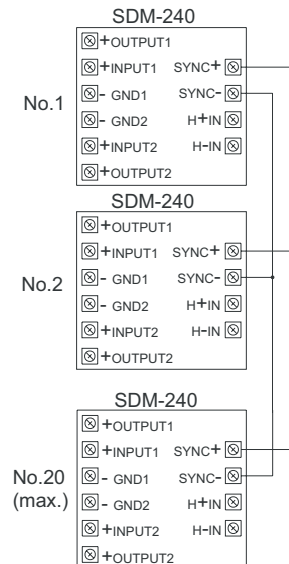 SDM-240
+OUTPUT1
+INPUT1 SYNC+
- GND1 SYNC-
No.1
- GND2 H+IN
+INPUT2 H-IN
+OUTPUT2
SDM-240
+OUTPUT1
+INPUT1 SYNC+
No.2
- GND1 SYNC-
- GND2 H+IN
+INPUT2 H-IN
+OUTPUT2
SDM-240
+OUTPUT1
+INPUT1 SYNC+
No.20
- GND1 SYNC-
(max.)
- GND2 H+IN
+INPUT2 H-IN
+OUTPUT2